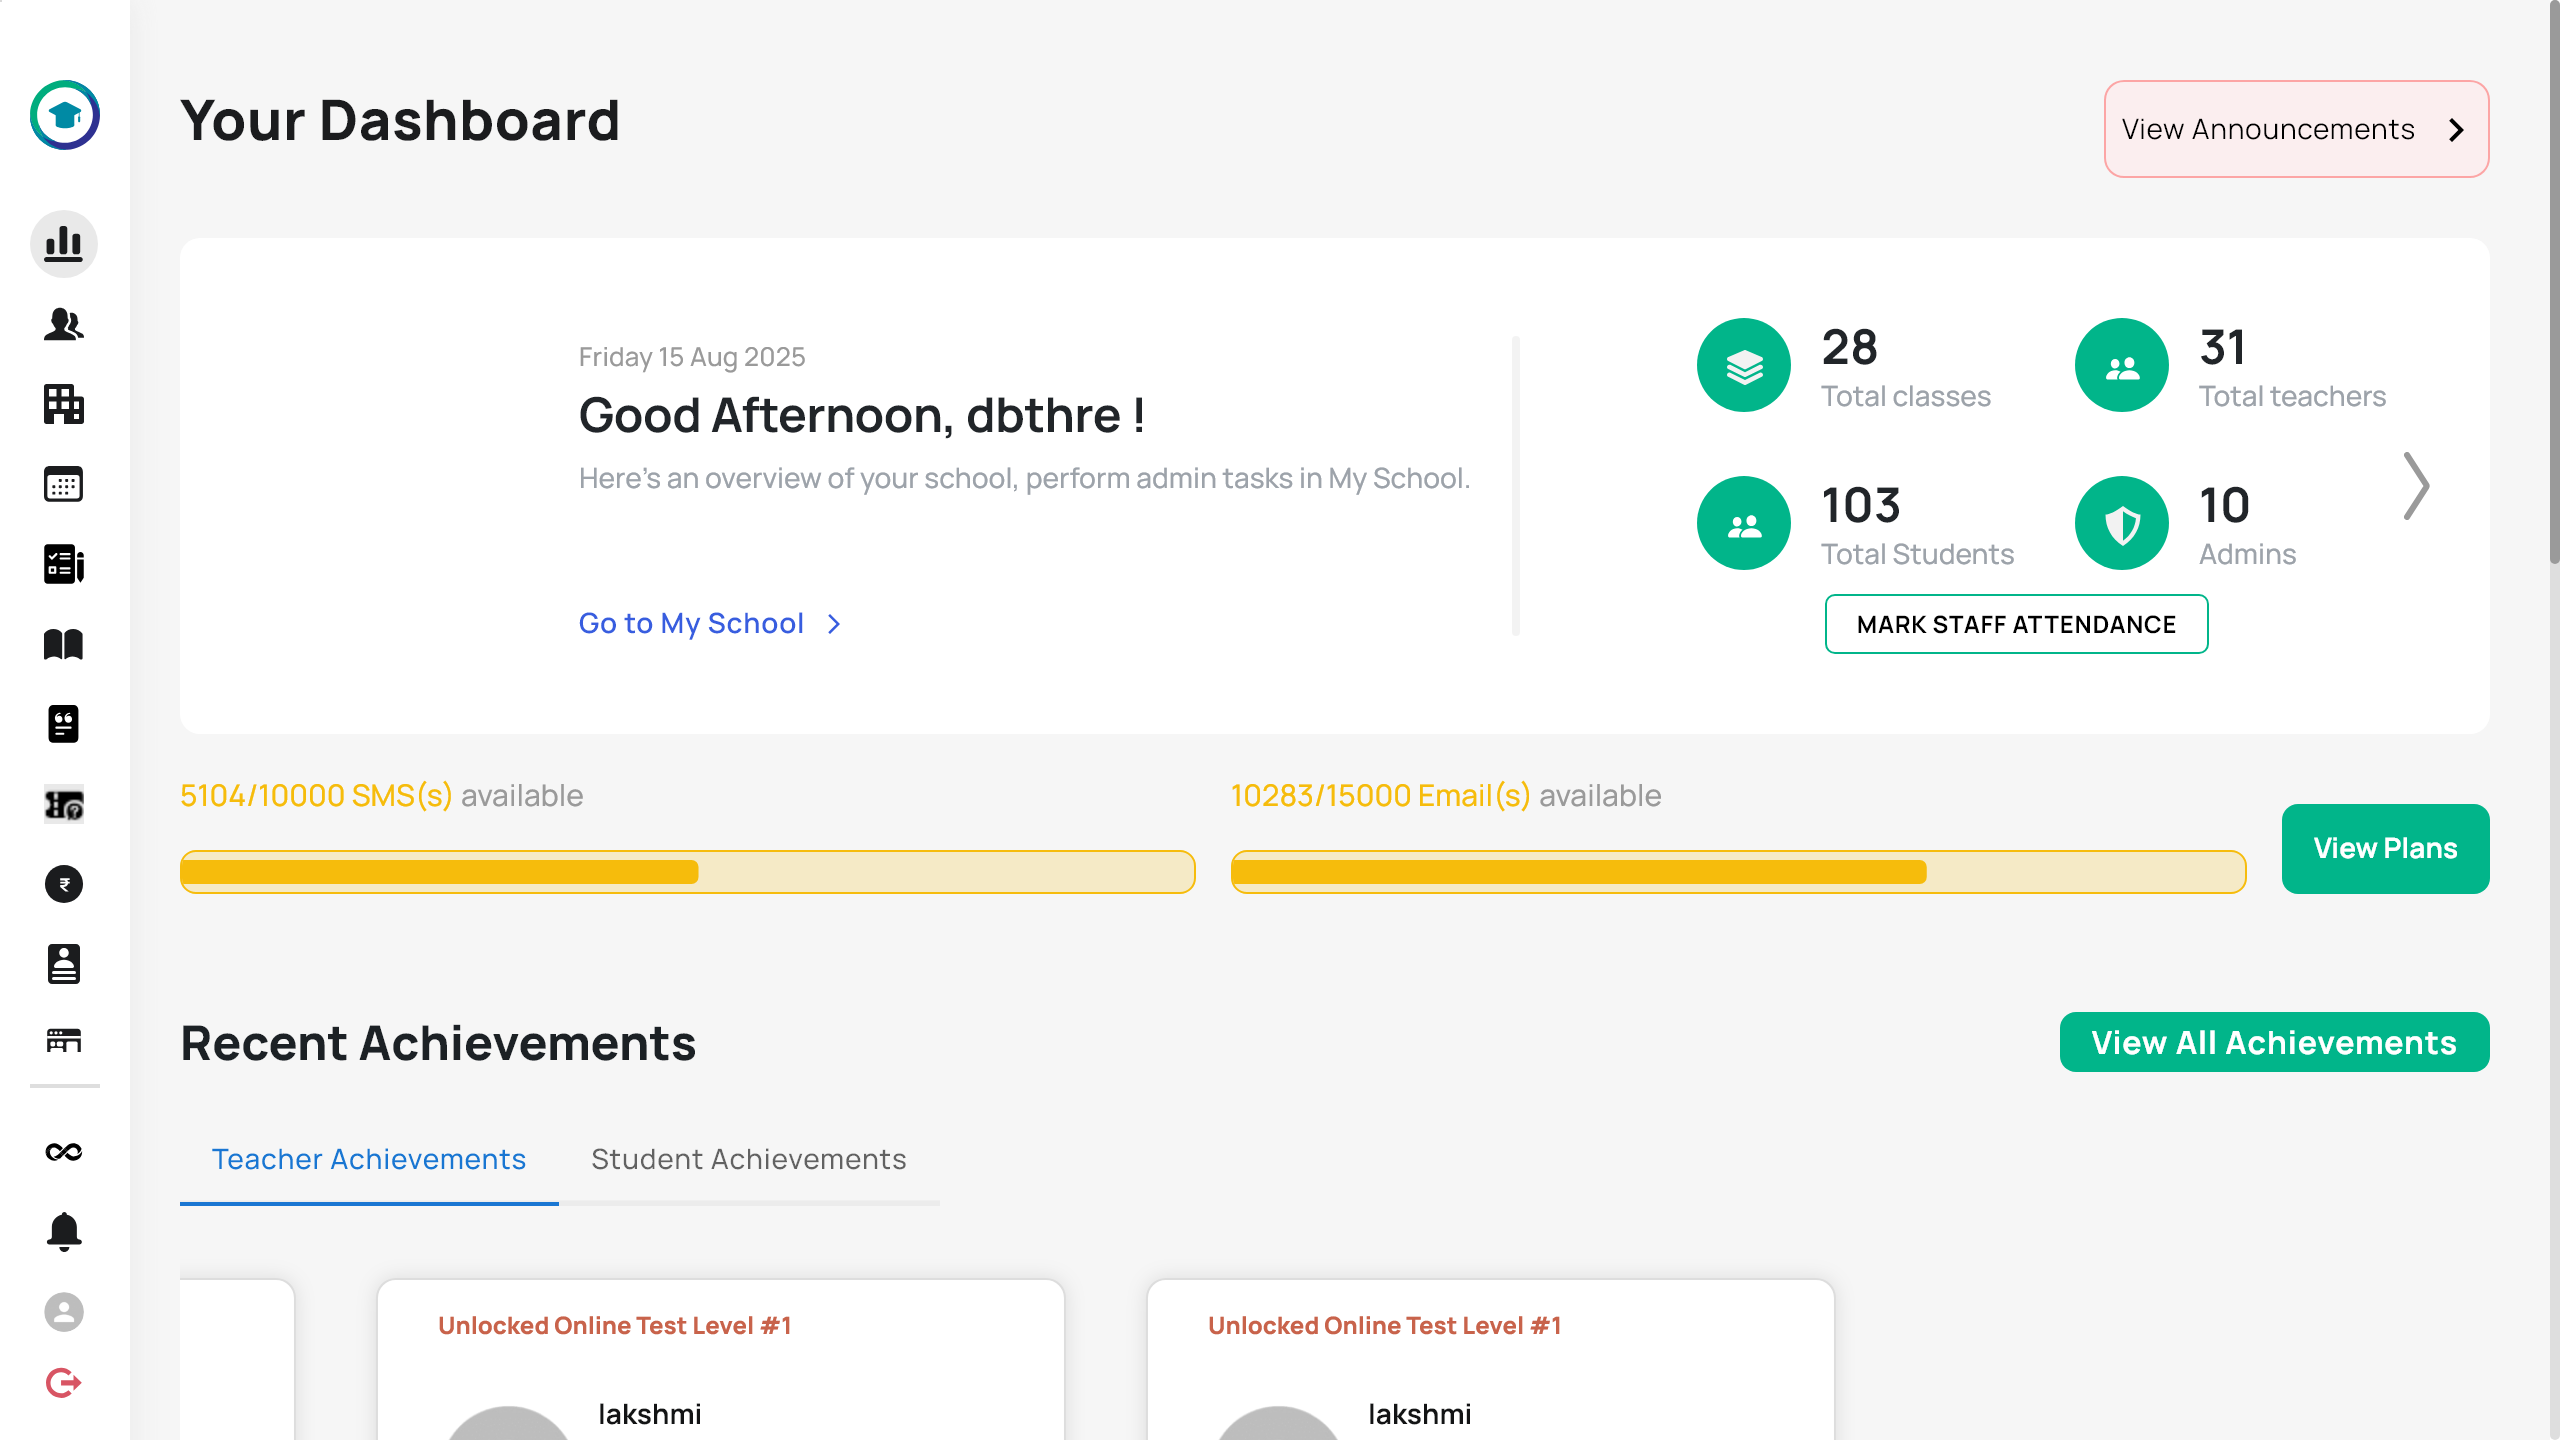 Your Dashboard
View Announcements
Friday 15 Aug 2025
Good Afternoon, dbthre !
Here's an overview of your school, perform admin tasks in My School.
Go to My School
28
Total classes
31
Total teachers
103
Total Students
10
Admins
MARK STAFF ATTENDANCE
5104/10000 SMS(s) available
10283/15000 Email(s) available
View Plans
Recent Achievements
View All Achievements
Teacher Achievements
Student Achievements
Unlocked Online Test Level #1
lakshmi
Unlocked Online Test Level #1
lakshmi